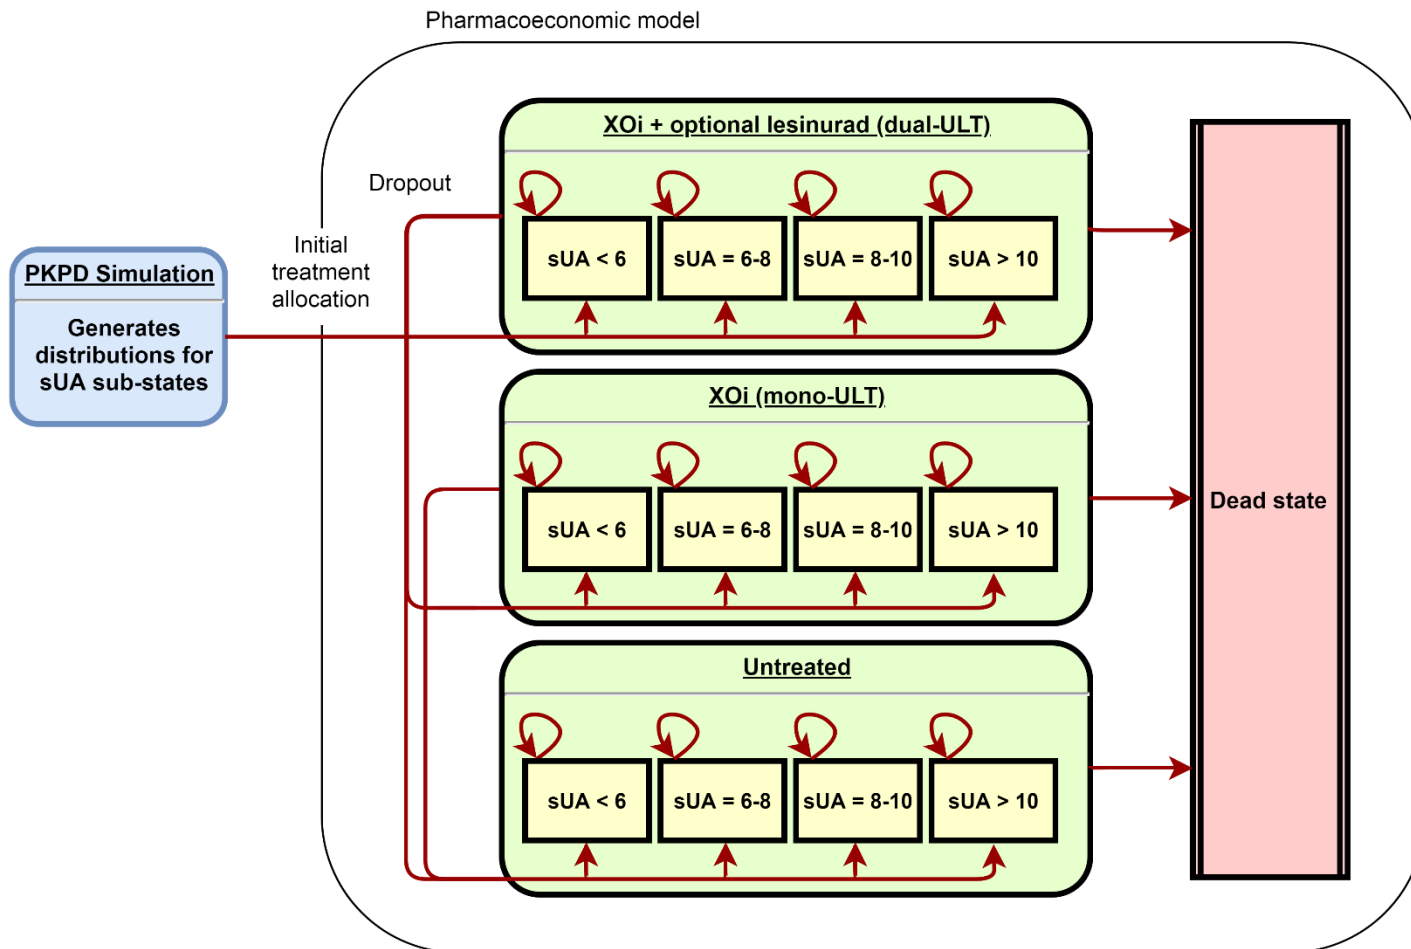 Pharmacoeconomic model
XOi + optional lesinurad (dual-ULT)
Dropout
sUA < 6
sUA = 6-8
sUA = 8-10
sUA > 10
Initial
treatment
allocation
PKPD Simulation
Generates
distributions for
sUA sub-states
XOi (mono-ULT)
sUA < 6
sUA = 6-8
sUA = 8-10
sUA > 10
Dead state
Untreated
sUA < 6
sUA = 6-8
sUA = 8-10
sUA > 10